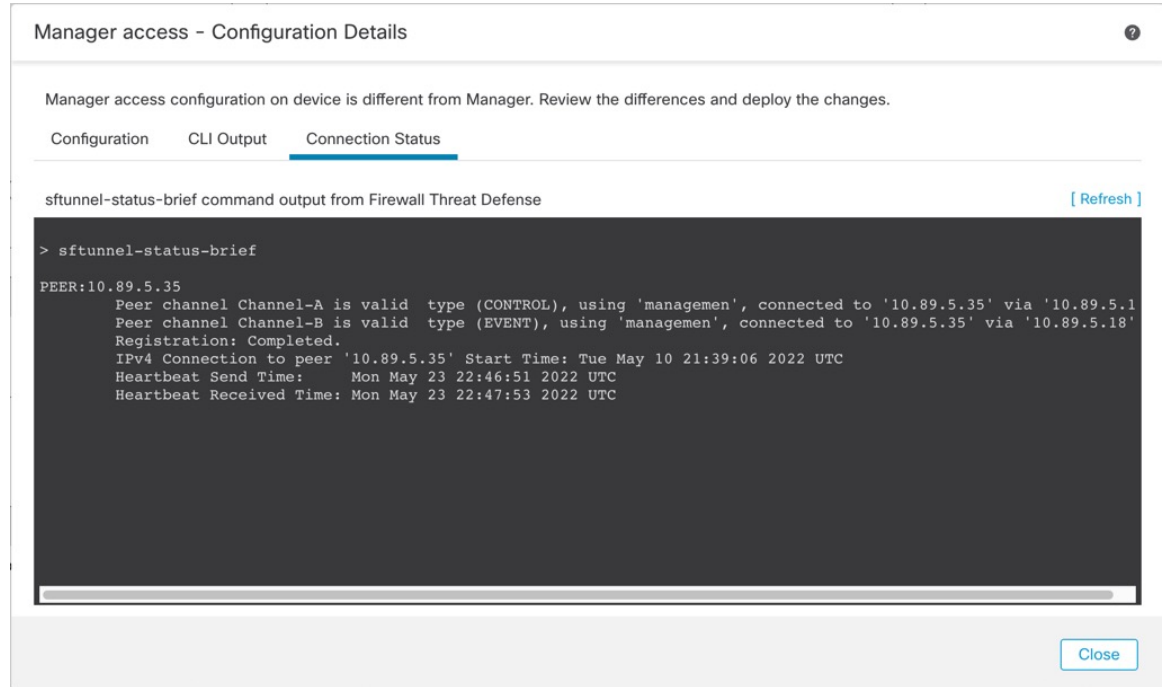 Manager access - Configuration Details
?
Manager access configuration on device is different from Manager. Review the differences and deploy the changes.
Configuration CLI Output Connection Status
sftunnel-status-brief command output from Firewall Threat Defense [ Refresh ]
> sftunnel-status-brief
PEER:10.89.5.35
Peer channel Channel-A is valid type (CONTROL), using 'managemen', connected to '10.89.5.35' via '10.89.5.1
Peer channel Channel-B is valid type (EVENT), using 'managemen', connected to '10.89.5.35' via '10.89.5.18'
Registration: Completed.
IPv4 Connection to peer '10.89.5.35' Start Time: Tue May 10 21:39:06 2022 UTC
Heartbeat Send Time: Mon May 23 22:46:51 2022 UTC
Heartbeat Received Time: Mon May 23 22:47:53 2022 UTC
Close